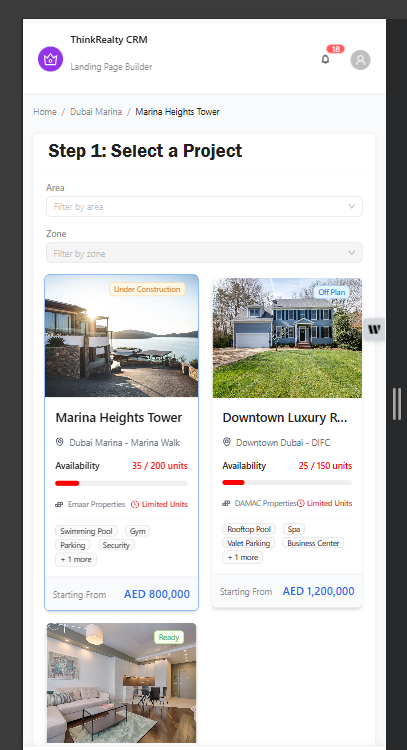 ThinkRealty CRM
18
Landing Page Builder
Home / Dubai Marina / Marina Heights Tower
Step 1: Select a Project
Area
Filter by area
Zone
Filter by zone
Under Construction
Marina Heights Tower
Dubai Marina - Marina Walk
Availability 35 / 200 units
Emaar Properties Limited Units
Swimming Pool Gym
Parking Security
+ 1 more
Starting From AED 800,000
Off Plan
W
Downtown Luxury R...
Downtown Dubai - DIFC
Availability 25 / 150 units
DAMAC Properties Limited Units
Rooftop Pool Spa
Valet Parking Business Center
+ 1 more
Starting From AED 1,200,000
Ready